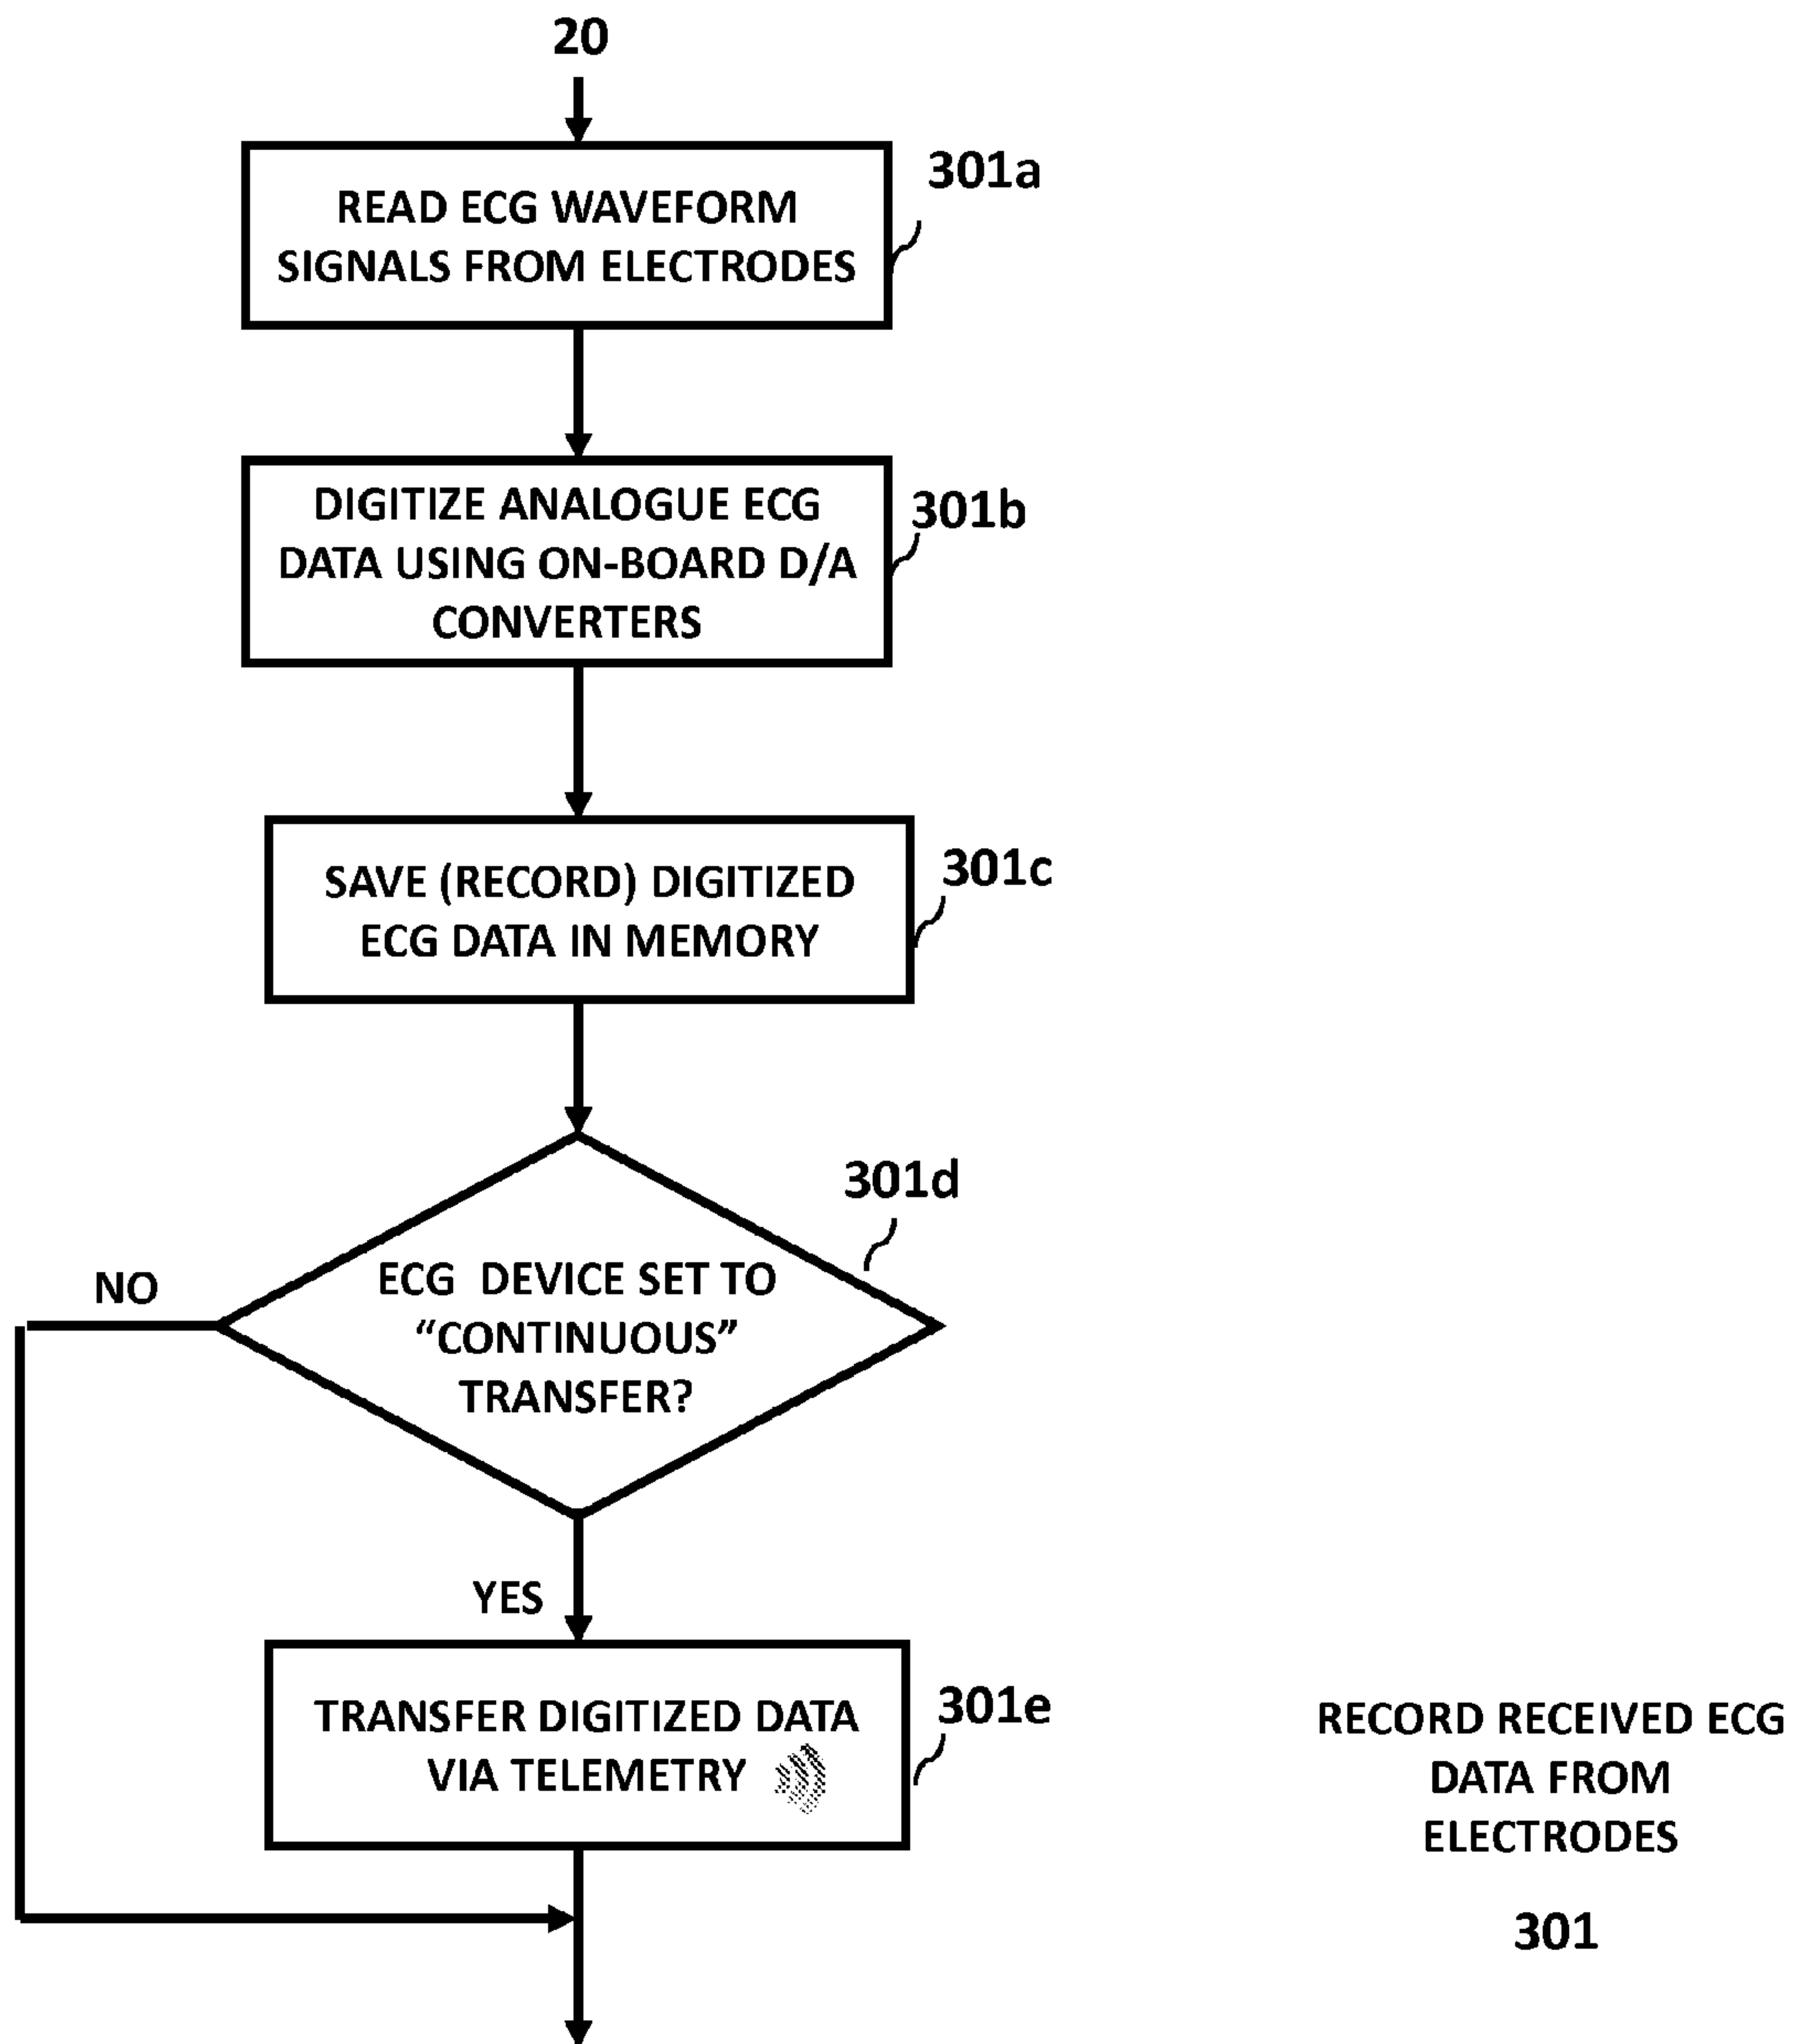 20
READ ECG WAVEFORM
SIGNALS FROM ELECTRODES
301a
DIGITIZE ANALOGUE ECG
DATA USING ON-BOARD D/A
CONVERTERS
301b
SAVE (RECORD) DIGITIZED
ECG DATA IN MEMORY
301c
ECG DEVICE SET TO
“CONTINUOUS”
TRANSFER?
301d
NO
YES
TRANSFER DIGITIZED DATA
VIA TELEMETRY
301e
RECORD RECEIVED ECG
DATA FROM
ELECTRODES
301